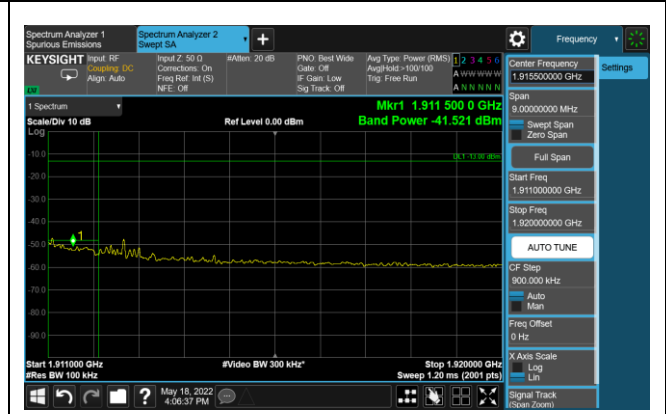 Spectrum Analyzer 1
Spurious Emissions
Spectrum Analyzer 2
Swept SA
Frequency
KEYSIGHT
Input: RF
Coupling: DC
Align: Auto
Input Z: 50 Ω
Corrections: On
Freq Ref: Int (S)
NFE: Off
#Atten: 20 dB
PNO: Best Wide
Gate: Off
IF Gain: Low
Sig Track: Off
Avg Type: Power (RMS)
Avg|Hold:>100/100
Trig: Free Run
1 2 3 4 5 6
A W W W W W
A N N N N N
LW
1 Spectrum
Scale/Div 10 dB
Log
Ref Level 0.00 dBm
Mkr1 1.911 500 0 GHz
Band Power -41.521 dBm
DL1 -13.00 dBm
-10.0
-20.0
-30.0
-40.0
-50.0
-60.0
-70.0
-80.0
-90.0
1
Start 1.911000 GHz
#Res BW 100 kHz
#Video BW 300 kHz*
Stop 1.920000 GHz
Sweep 1.20 ms (2001 pts)
May 18, 2022
4:06:37 PM
Center Frequency
1.915500000 GHz
Settings
Span
9.00000000 MHz
Swept Span
Zero Span
Full Span
Start Freq
1.911000000 GHz
Stop Freq
1.920000000 GHz
AUTO TUNE
CF Step
900.000 kHz
Auto
Man
Freq Offset
0 Hz
X Axis Scale
Log
Lin
Signal Track
(Span Zoom)